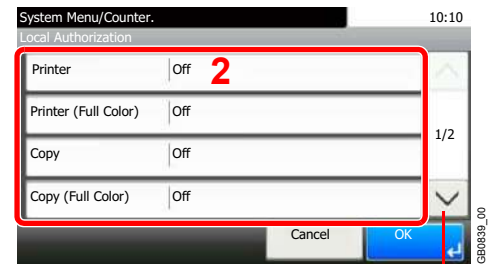 System Menu/Counter. 10:10
Local Authorization
Printer Off 2
Printer (Full Color) Off
1/2
Copy Off
Copy (Full Color) Off
Cancel OK
GB0839_00